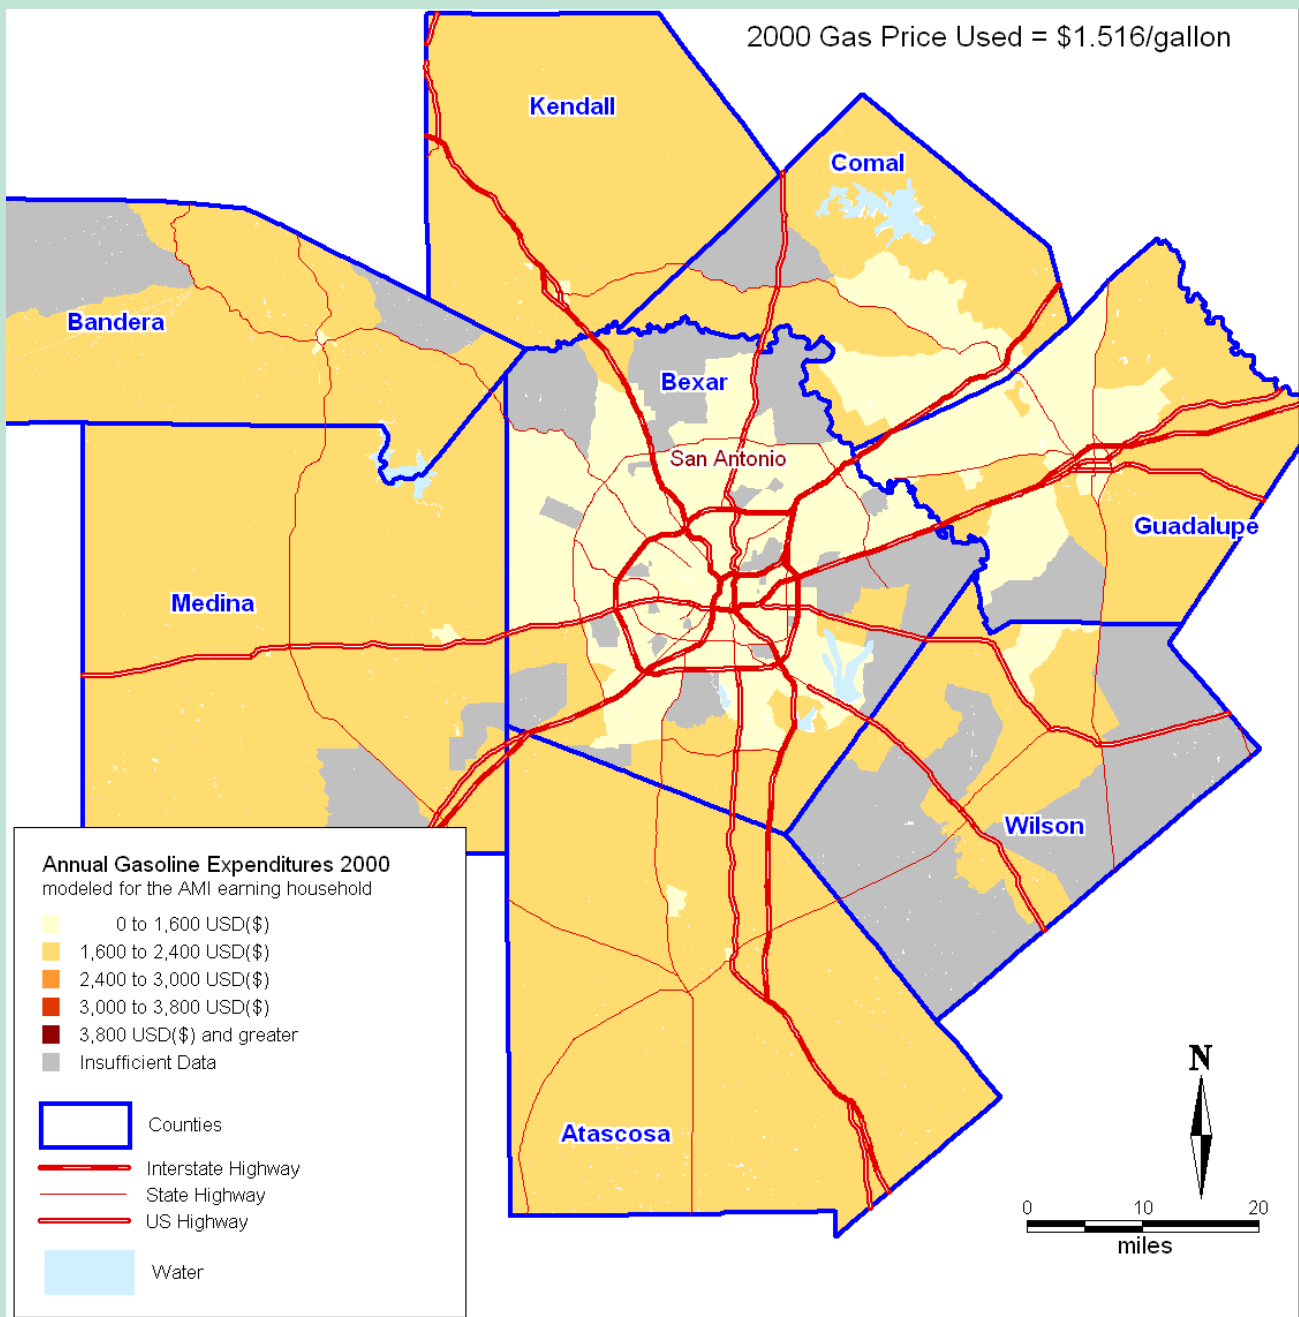 2000 Gas Price Used = $1.516/gallon
Kendall
Comal
Bandera
Bexar
San Antonio
Guadalupe
Medina
Wilson
Atascosa
Annual Gasoline Expenditures 2000
modeled for the AMI earning household
0 to 1,600 USD($)
1,600 to 2,400 USD($)
2,400 to 3,000 USD($)
3,000 to 3,800 USD($)
3,800 USD($) and greater
Insufficient Data
Counties
Interstate Highway
State Highway
US Highway
Water
N
0 10 20
miles